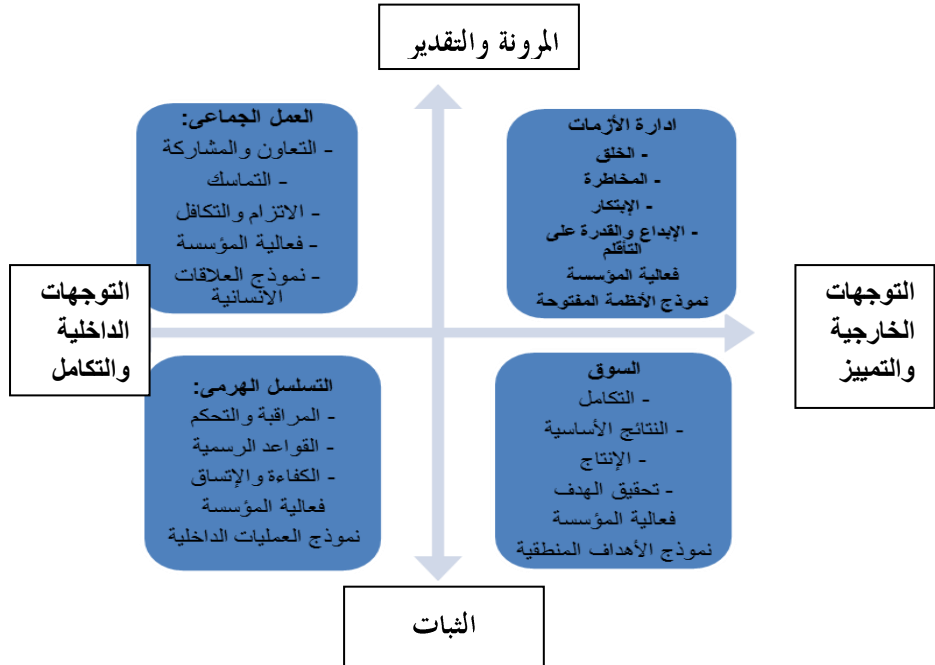 المرونة والتقدير
العمل الجماعى:
- التعاون والمشاركة
- التماسك
- الاتزام والتكافل
- فعالية المؤسسة
- نموذج العلاقات
الانسانية
ادارة الأزمات
- الخلق
- المخاطرة
- الإبتكار
- الإبداع والقدرة على
التأقلم
فعالية المؤسسة
نموذج الأنظمة المفتوحة
التوجهات
الداخلية
والتكامل
التوجهات
الخارجية
والتمييز
التسلسل الهرمى:
- المراقبة والتحكم
- القواعد الرسمية
- الكفاءة والإتساق
فعالية المؤسسة
نموذج العمليات الداخلية
السوق
- التكامل
- النتائج الأساسية
- الإنتاج
- تحقيق الهدف
فعالية المؤسسة
نموذج الأهداف المنطقية
الثبات